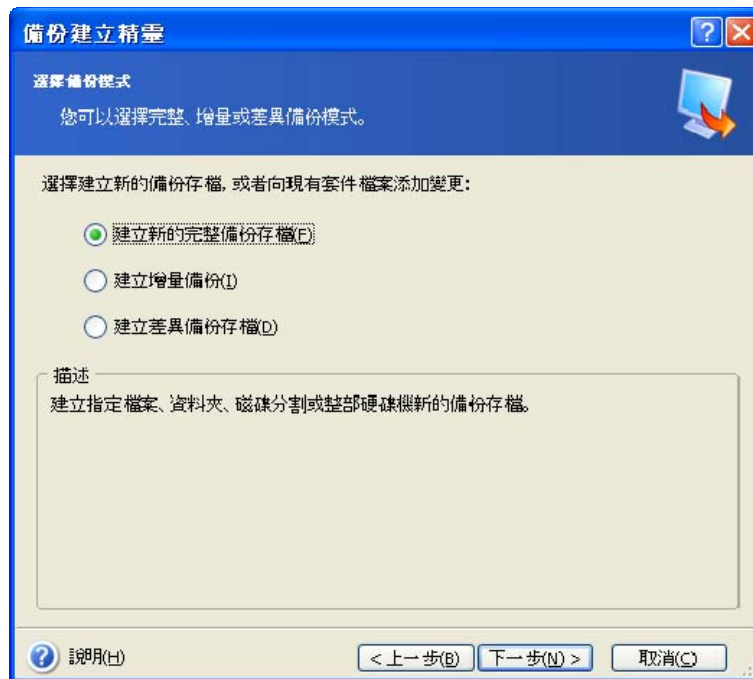 備份建立精靈
選擇備份模式
您可以選擇完整、增量或差異備份模式。
選擇建立新的備份存檔, 或者向現有套件檔案添加變更:
建立新的完整備份存檔(F)
建立增量備份(I)
建立差異備份存檔(D)
描述
建立指定檔案、資料夾、磁碟分割或整部硬碟機新的備份存檔。
說明(H)
< 上一步(B) 下一步(N) > 取消(C)